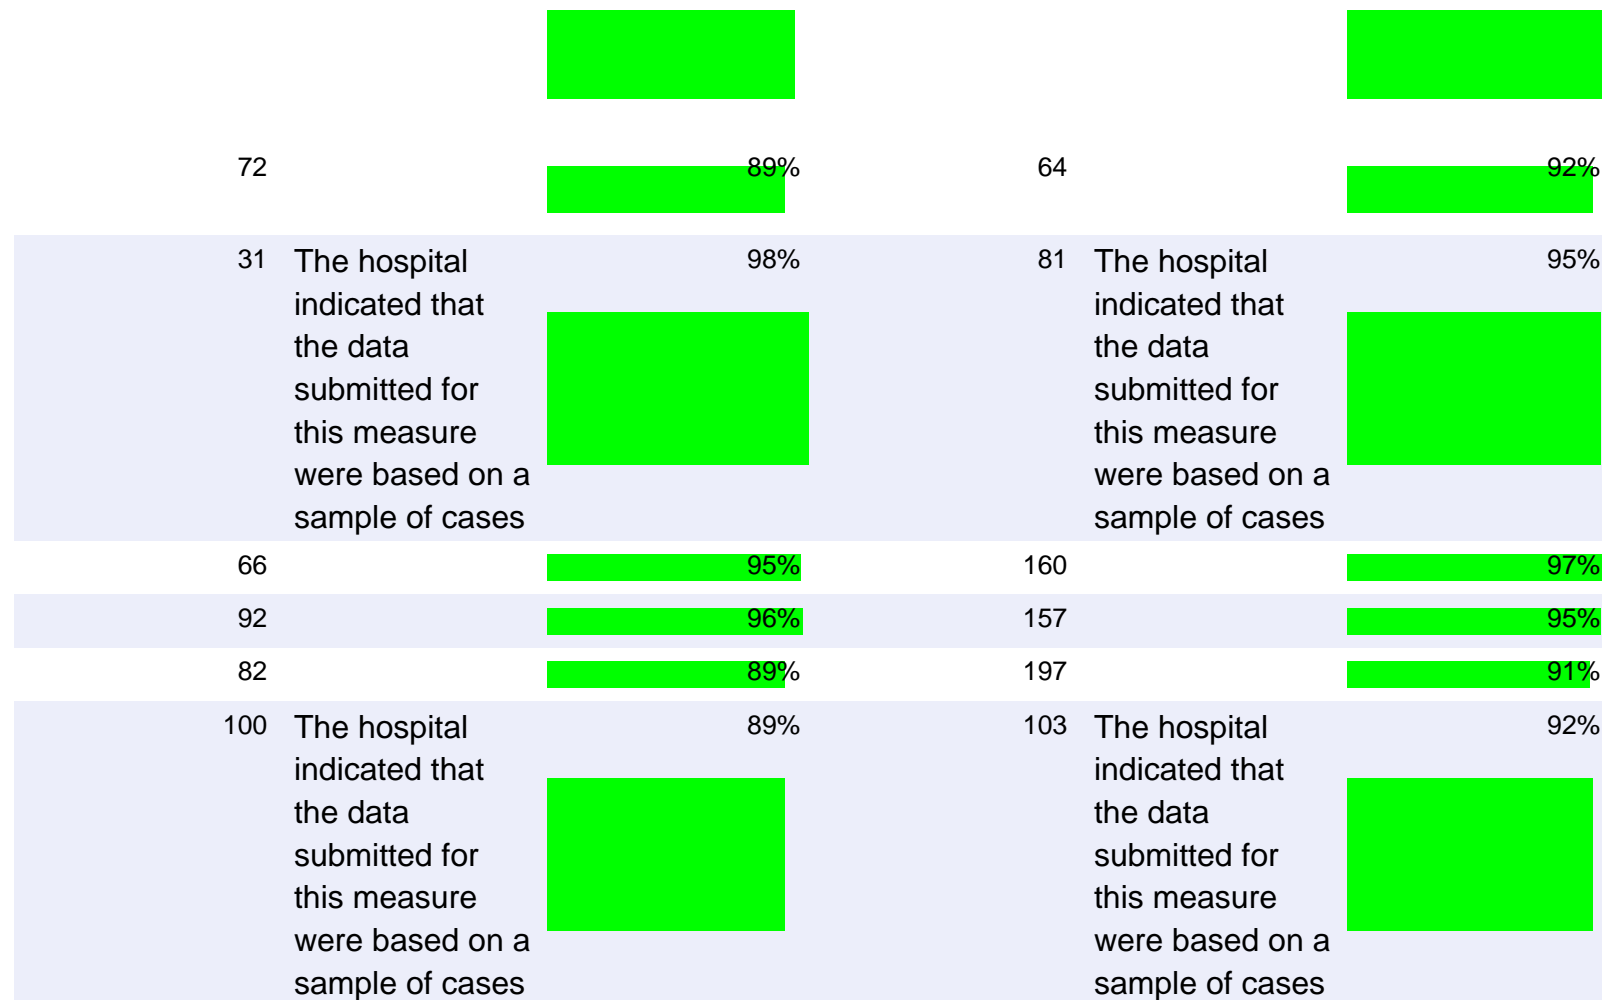 72 89% 64 92%
31 The hospital 98% 81 The hospital 95%
indicated that indicated that
the data the data
submitted for submitted for
this measure this measure
were based on a were based on a
sample of cases sample of cases
66 95% 160 97%
92 96% 157 95%
82 89% 197 91%
100 The hospital 89% 103 The hospital 92%
indicated that indicated that
the data the data
submitted for submitted for
this measure this measure
were based on a were based on a
sample of cases sample of cases